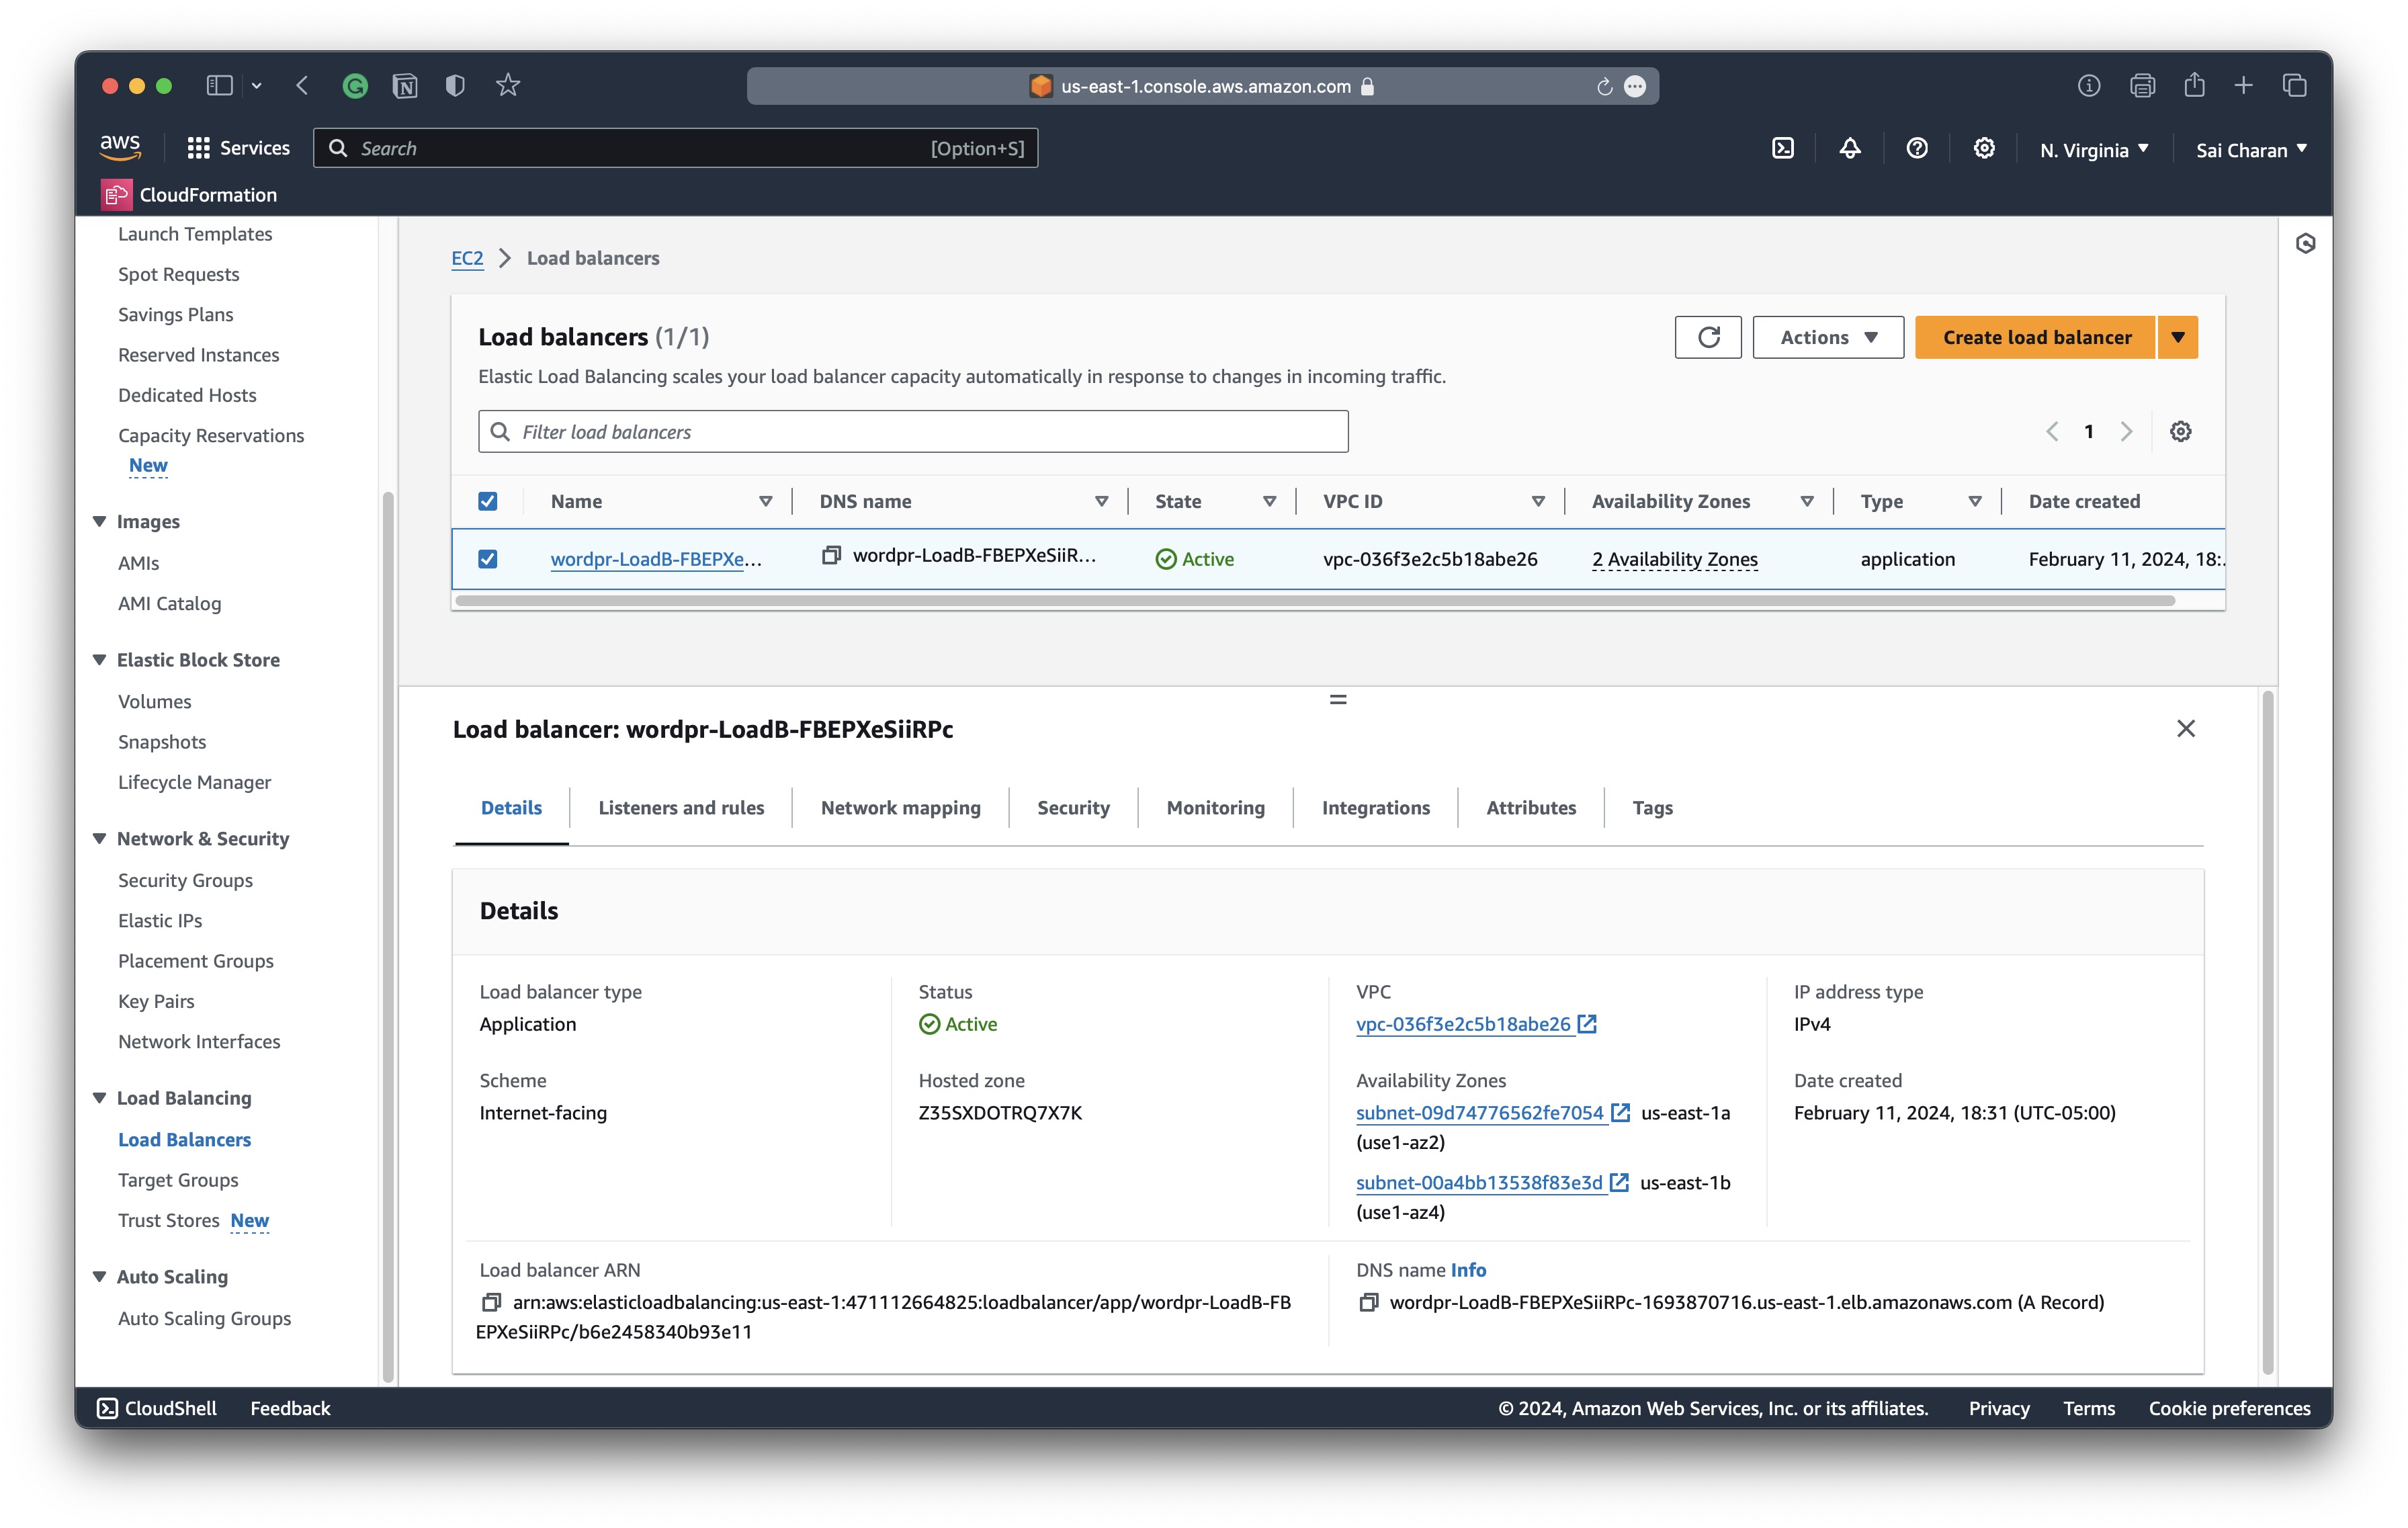 us-east-1.console.aws.amazon.com
aws
Services
Search
[Option+S]
N. Virginia
Sai Charan
CloudFormation
Launch Templates
Spot Requests
Savings Plans
Reserved Instances
Dedicated Hosts
Capacity Reservations
New
Images
AMIs
AMI Catalog
Elastic Block Store
Volumes
Snapshots
Lifecycle Manager
Network & Security
Security Groups
Elastic IPs
Placement Groups
Key Pairs
Network Interfaces
Load Balancing
Load Balancers
Target Groups
Trust Stores New
Auto Scaling
Auto Scaling Groups
EC2 Load balancers
Load balancers (1/1)
Actions
Create load balancer
Elastic Load Balancing scales your load balancer capacity automatically in response to changes in incoming traffic.
Filter load balancers
1
Name DNS name State VPC ID Availability Zones Type Date created
wordpr-LoadB-FBEPXe... wordpr-LoadB-FBEPXeSiiR... Active vpc-036f3e2c5b18abe26 2 Availability Zones application February 11, 2024, 18:.
Load balancer: wordpr-LoadB-FBEPXeSiiRPc
Details Listeners and rules Network mapping Security Monitoring Integrations Attributes Tags
Details
Load balancer type
Application
Scheme
Internet-facing
Status
Active
Hosted zone
Z35SXDOTRQ7X7K
VPC
vpc-036f3e2c5b18abe26
Availability Zones
subnet-09d74776562fe7054 us-east-1a
(use1-az2)
subnet-00a4bb13538f83e3d us-east-1b
(use1-az4)
IP address type
IPv4
Date created
February 11, 2024, 18:31 (UTC-05:00)
Load balancer ARN
arn:aws:elasticloadbalancing:us-east-1:471112664825:loadbalancer/app/wordpr-LoadB-FB
EPXeSiiRPc/b6e2458340b93e11
DNS name Info
wordpr-LoadB-FBEPXeSiiRPc-1693870716.us-east-1.elb.amazonaws.com (A Record)
CloudShell Feedback
© 2024, Amazon Web Services, Inc. or its affiliates. Privacy Terms Cookie preferences